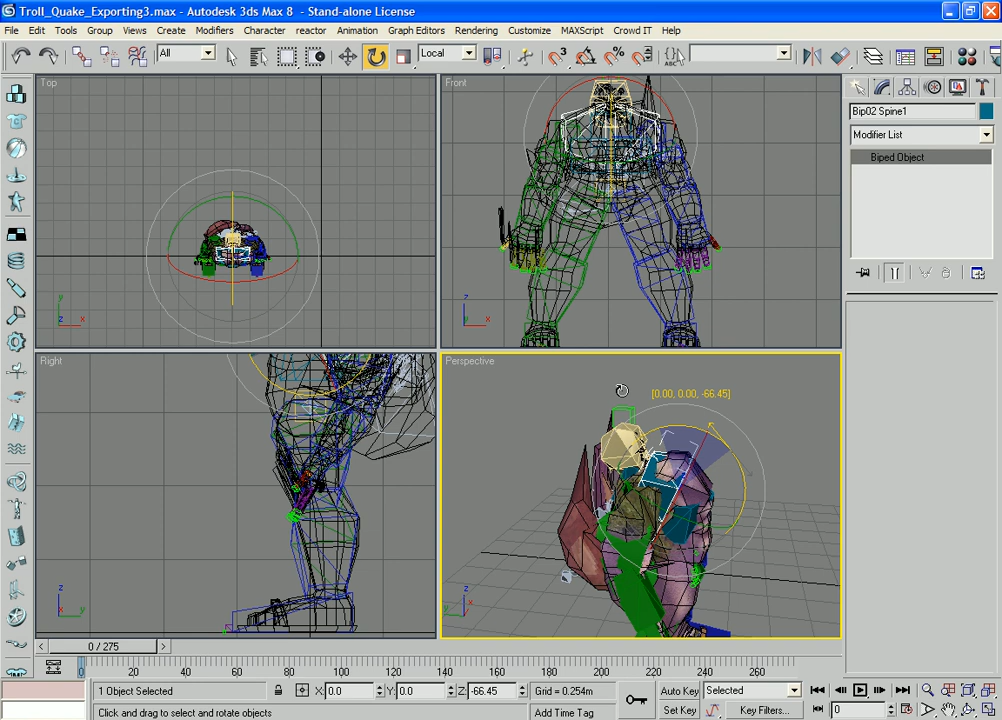 Troll_Quake_Exporting3.max - Autodesk 3ds Max 8 - Stand-alone License
File Edit Tools Group Views Create Modifiers Character reactor Animation Graph Editors Rendering Customize MAXScript CrowdIT Help
All
Local
Top
Front
Right
Perspective
[0.00, 0.00, -66.45]
Bip02 Spine1
Modifier List
Biped Object
z
x
y
0 / 275
20 40 60 80 100 120 140 160 180 200 220 240 260
1 Object Selected
X: 0.0
Y: 0.0
Z: -66.45
Grid = 0.254m
Auto Key
Selected
Click and drag to select and rotate objects
Add Time Tag
Set Key
Key Filters...
0